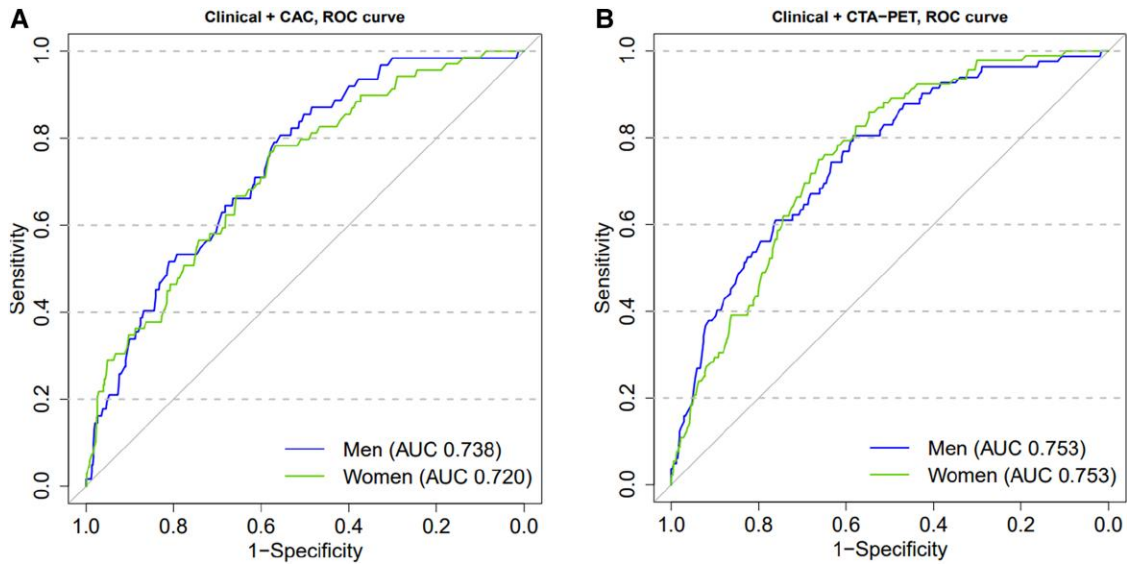 A
Clinical + CAC, ROC curve
Sensitivity
1.0
0.8
0.6
0.4
0.2
0.0
Men (AUC 0.738)
Women (AUC 0.720)
1.0 0.8 0.6 0.4 0.2 0.0
1−Specificity
B
Clinical + CTA−PET, ROC curve
Sensitivity
1.0
0.8
0.6
0.4
0.2
0.0
Men (AUC 0.753)
Women (AUC 0.753)
1.0 0.8 0.6 0.4 0.2 0.0
1−Specificity